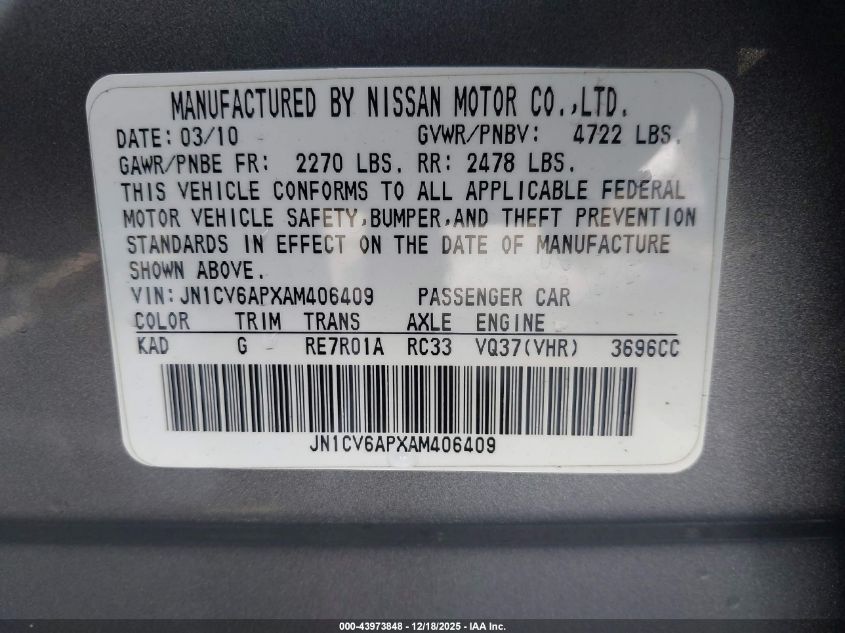 MANUFACTURED BY NISSAN MOTOR CO.,LTD.
DATE: 03/10 GVWR/PNBV: 4722 LBS.
GAWR/PNBE FR: 2270 LBS. RR: 2478 LBS.
THIS VEHICLE CONFORMS TO ALL APPLICABLE FEDERAL
MOTOR VEHICLE SAFETY,BUMPER,AND THEFT PREVENTION
STANDARDS IN EFFECT ON THE DATE OF MANUFACTURE
SHOWN ABOVE.
VIN: JN1CV6APXAM406409 PASSENGER CAR
COLOR TRIM TRANS AXLE ENGINE
KAD G RE7R01A RC33 VQ37(VHR) 3696CC
JN1CV6APXAM406409
000-43973848 - 12/18/2025 - IAA Inc.